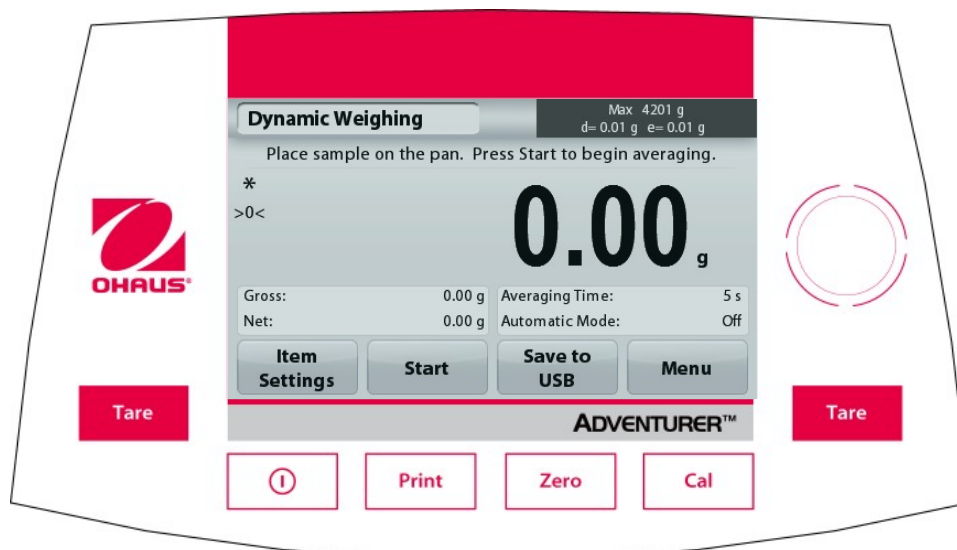 Dynamic Weighing
Max 4201 g
d= 0.01 g e= 0.01 g
Place sample on the pan. Press Start to begin averaging.
*
>0<
0.00 g
OHAUS®
Gross: 0.00 g
Net: 0.00 g
Averaging Time: 5 s
Automatic Mode: Off
Item
Settings
Start
Save to
USB
Menu
Tare
ADVENTURER™
Tare
Print
Zero
Cal